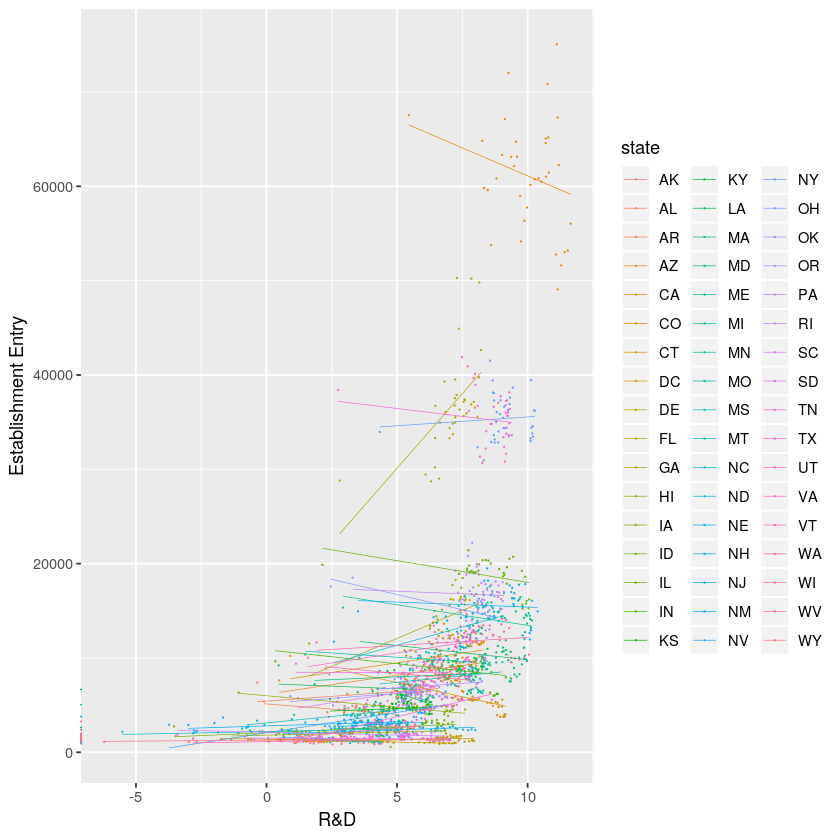 60000
40000
20000
0
Establishment Entry
-5 0 5 10
R&D
state
AK KY NY
AL LA OH
AR MA OK
AZ MD OR
CA ME PA
CO MI RI
CT MN SC
DC MO SD
DE MS TN
FL MT TX
GA NC UT
HI ND VA
IA NE VT
ID NH WA
IL NJ WI
IN NM WV
KS NV WY